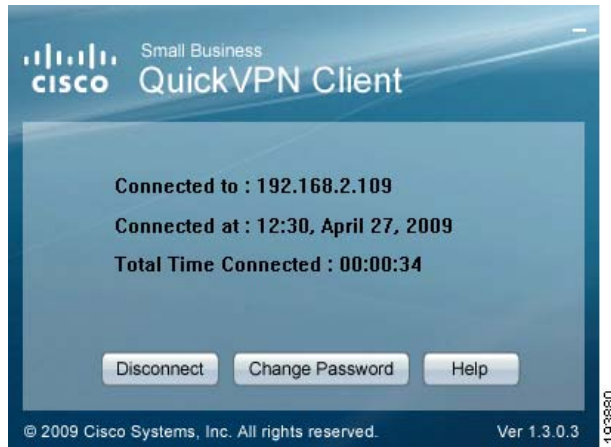 Small Business
CISCO QuickVPN Client
Connected to : 192.168.2.109
Connected at : 12:30, April 27, 2009
Total Time Connected : 00:00:34
Disconnect Change Password Help
© 2009 Cisco Systems, Inc. All rights reserved. Ver 1.3.0.3
193880